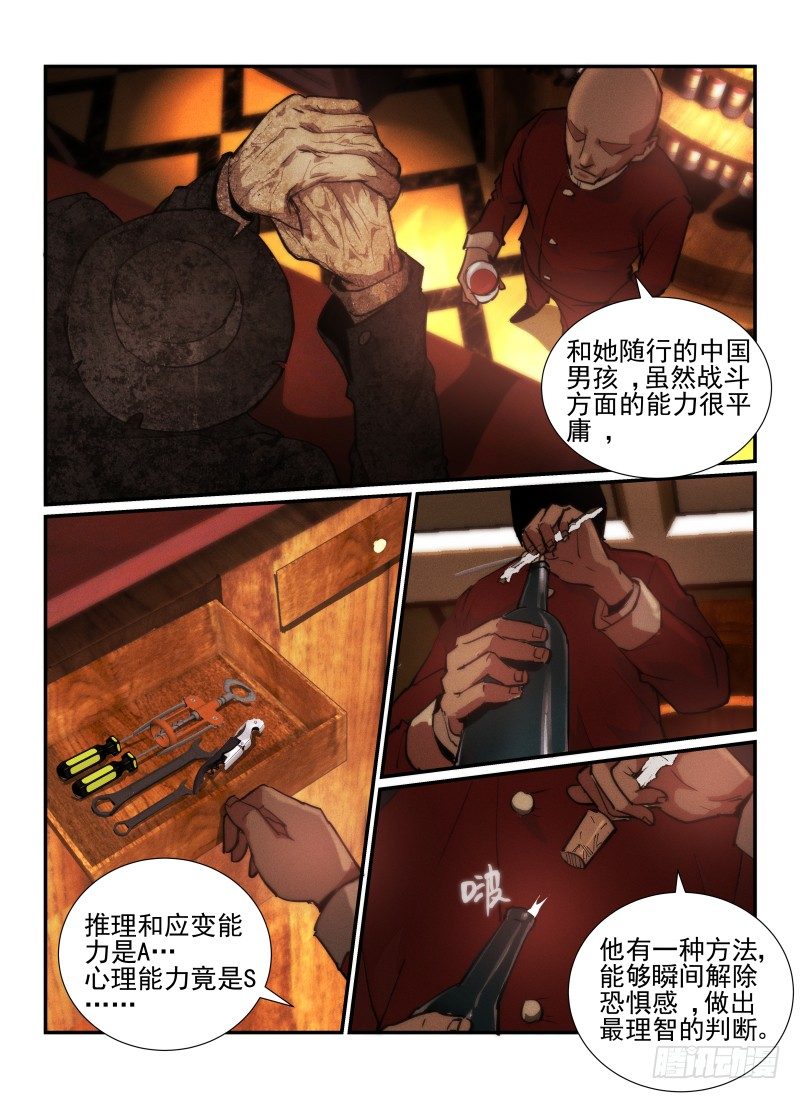 和她随行的中国
男孩,虽然战斗
方面的能力很平
庸,
推理和应变能
力是A…
心理能力竟是S
……
啵
他有一种方法,
能够瞬间解除
恐惧感,做出
最理智的判断。
腾讯动漫